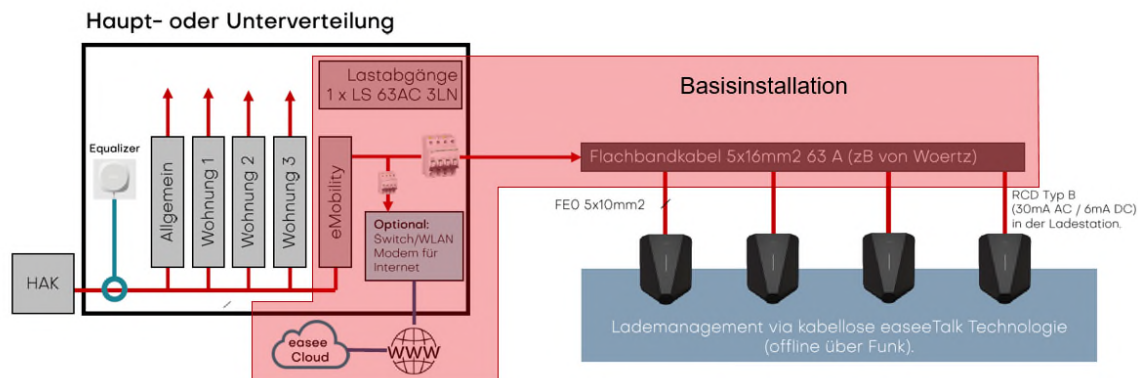 Haupt- oder Unterverteilung
Lastabgänge
1 x LS 63AC 3LN
Basisinstallation
Equalizer
Allgemein
Wohnung 1
Wohnung 2
Wohnung 3
eMobility
Flachbandkabel 5x16mm2 63 A (zB von Woertz)
FE0 5x10mm2
RCD Typ B
(30mA AC / 6mA DC)
in der Ladestation.
Optional:
Switch/WLAN
Modem für
Internet
HAK
easee
Cloud
WWW
Lademanagement via kabellose easeeTalk Technologie
(offline über Funk).